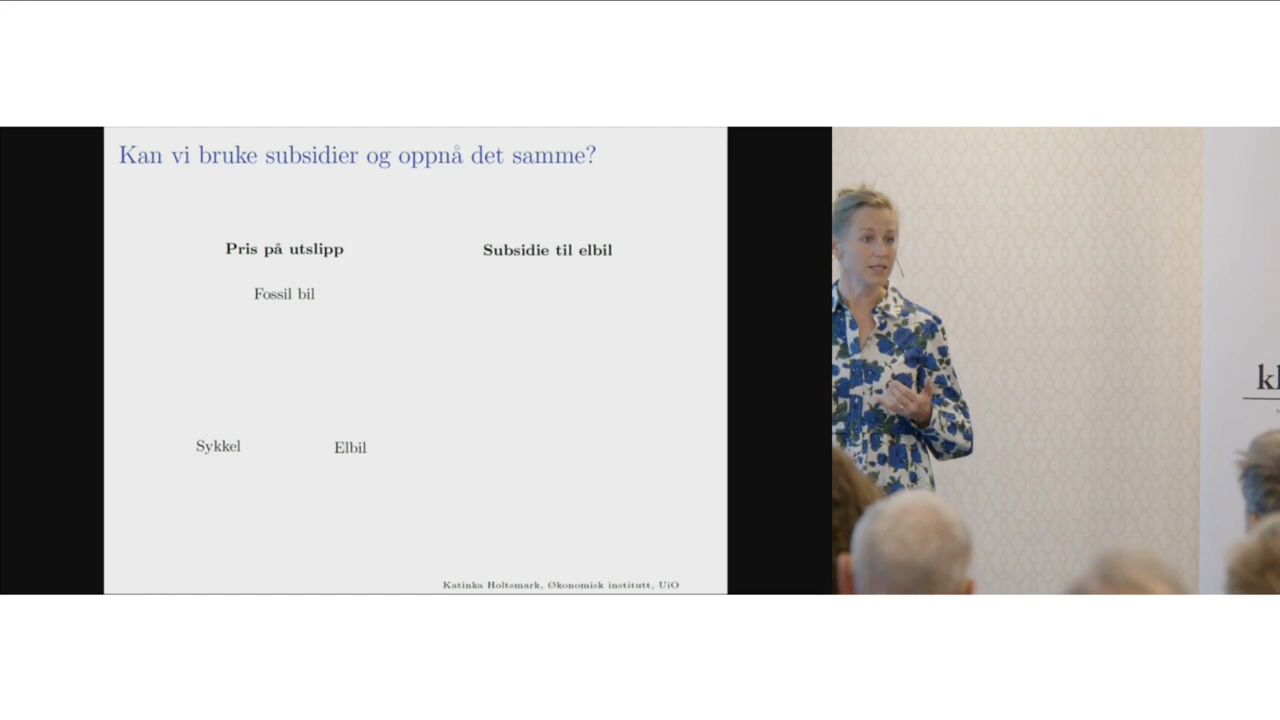 Kan vi bruke subsidier og oppnå det samme?
Pris på utslipp
Subsidie til elbil
Fossil bil
Sykkel
Elbil
Katinka Holtsmark, Økonomisk institutt, UiO
kl